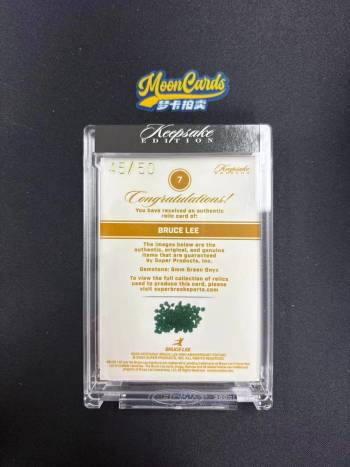 MoonCards
梦卡拍卖
Keepsake
EDITION
45/50
Keepsake
7
Congratulations!
You have received an authentic
relic card of:
BRUCE LEE
The images below are the
authentic, original, and genuine
items that are guaranteed
by Super Products, Inc.
Gemstone: 6mm Green Onyx
To view the full collection of relics
used to produce this card, please
visit superbreaksports.com
BRUCE LEE